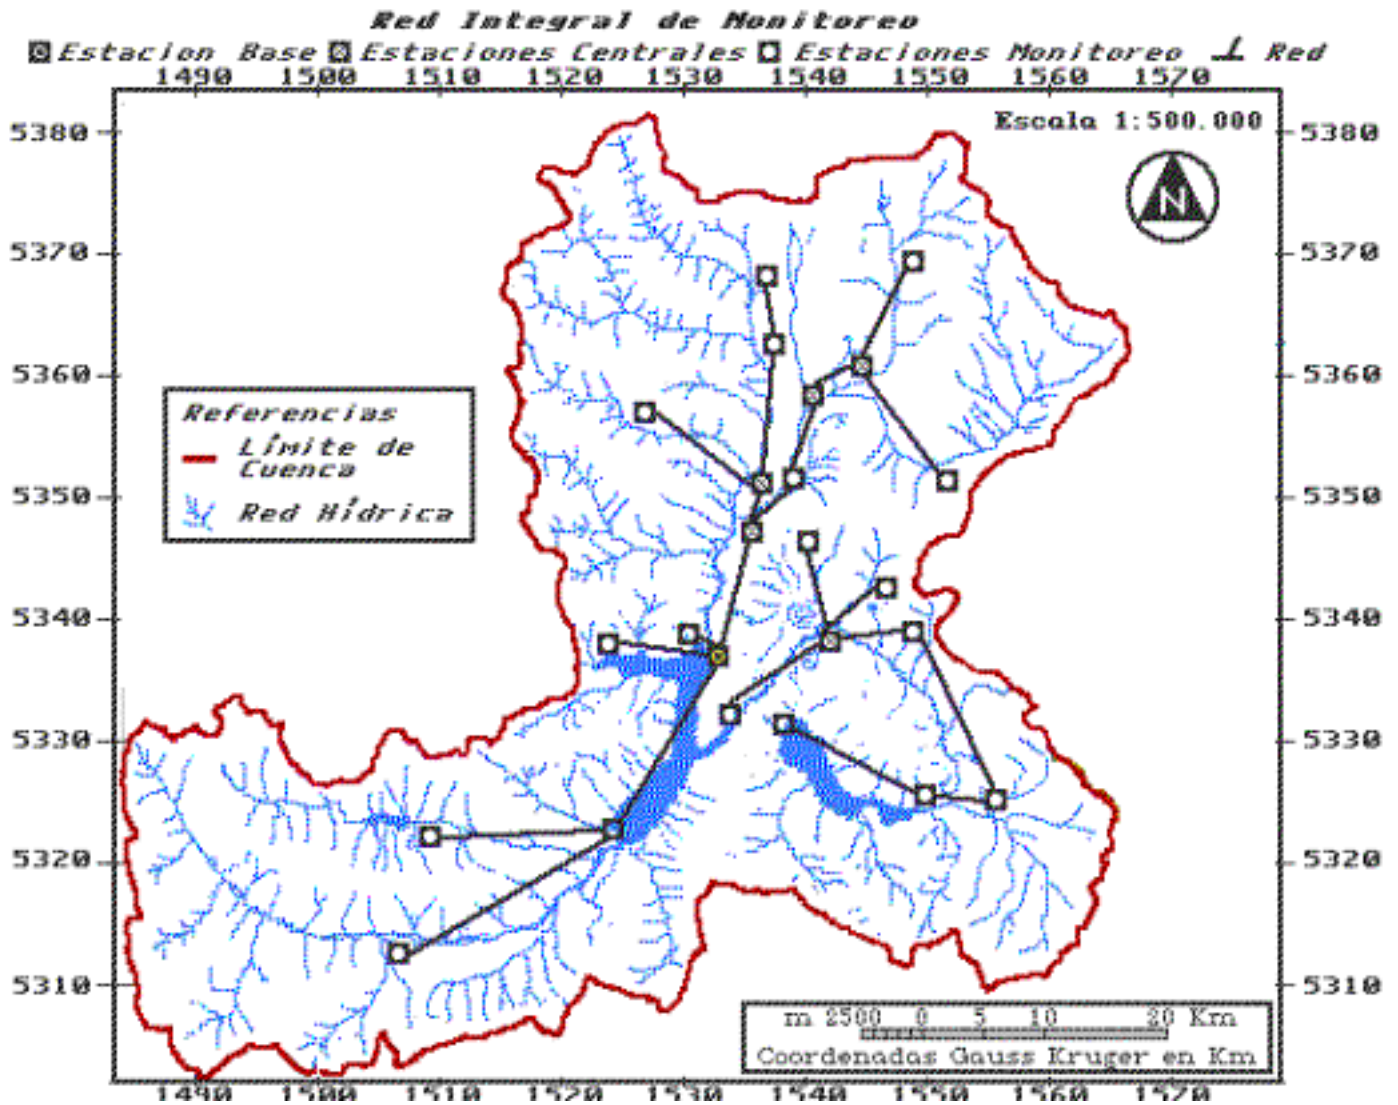 Red Integral de Monitoreo
Estacion Base Estaciones Centrales Estaciones Monitoreo Red
1490 1500 1510 1520 1530 1540 1550 1560 1570
Escala 1:500.000
5380 5380
N
5370 5370
5360 5360
Referencias
Límite de
Cuenca
5350 5350
Red Hídrica
5340 5340
5330 5330
5320 5320
5310 5310
m 2500 0 5 10 20 Km
Coordenadas Gauss Kruger en Km
1490 1500 1510 1520 1530 1540 1550 1560 1570